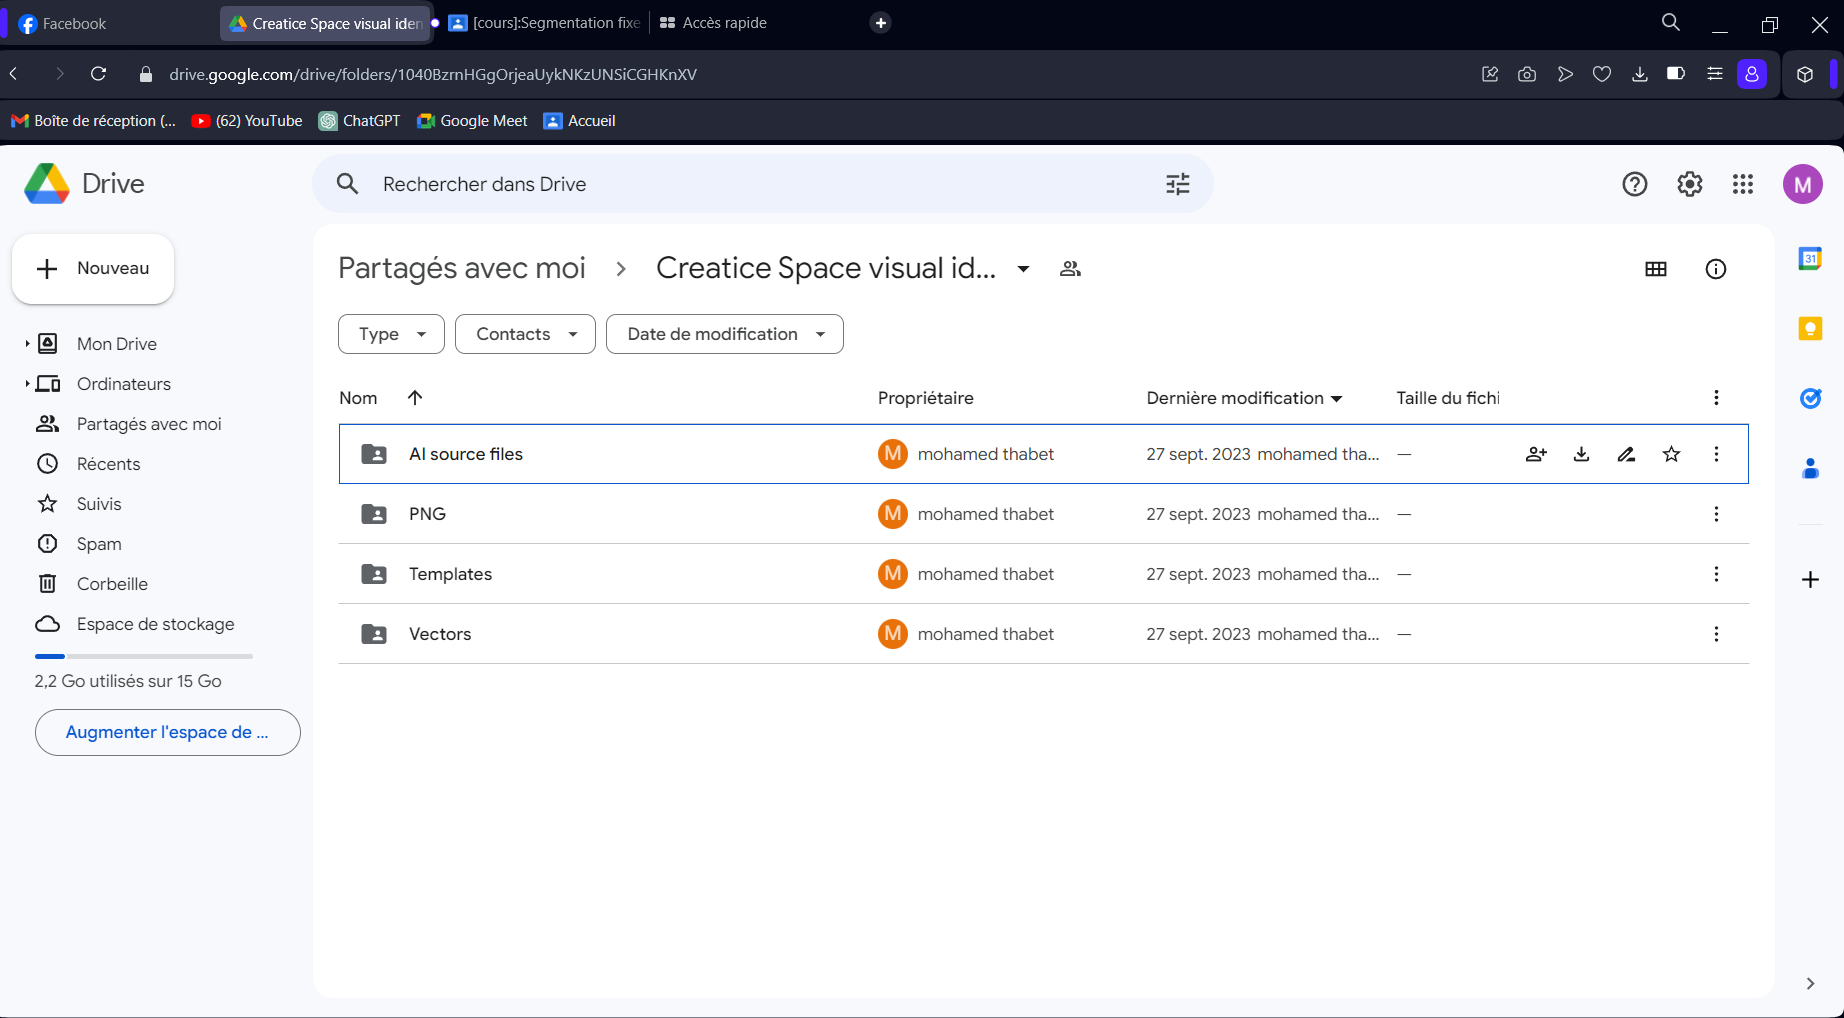 Facebook
Creatice Space visual iden
[cours]:Segmentation fixe
Accès rapide
drive.google.com/drive/folders/1040BzrnHGgOrjeaUykNKzUNSiCGHKnXV
Boîte de réception (...
(62) YouTube
ChatGPT
Google Meet
Accueil
Drive
Rechercher dans Drive
M
Nouveau
Partagés avec moi
Creatice Space visual id...
31
Type
Contacts
Date de modification
Mon Drive
Ordinateurs
Partagés avec moi
Récents
Suivis
Spam
Corbeille
Espace de stockage
2,2 Go utilisés sur 15 Go
Augmenter l'espace de ...
Nom
Propriétaire
Dernière modification
Taille du fichi
AI source files
M mohamed thabet
27 sept. 2023 mohamed tha...
—
PNG
M mohamed thabet
27 sept. 2023 mohamed tha...
—
Templates
M mohamed thabet
27 sept. 2023 mohamed tha...
—
Vectors
M mohamed thabet
27 sept. 2023 mohamed tha...
—